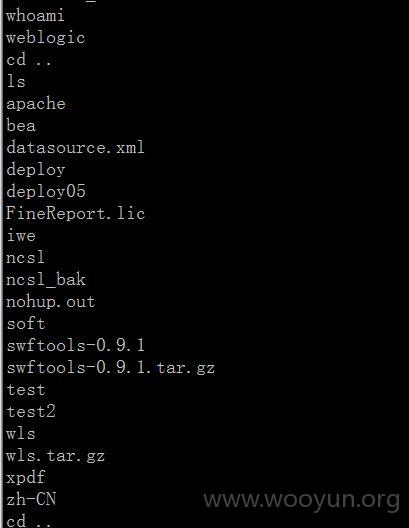 whoami
weblogic
cd ..
ls
apache
bea
datasource.xml
deploy
deploy05
FineReport.lic
iwe
ncsl
ncsl_bak
nohup.out
soft
swftools-0.9.1
swftools-0.9.1.tar.gz
test
test2
wls
wls.tar.gz
xpdf
zh-CN
www.wooyun.org
cd ..